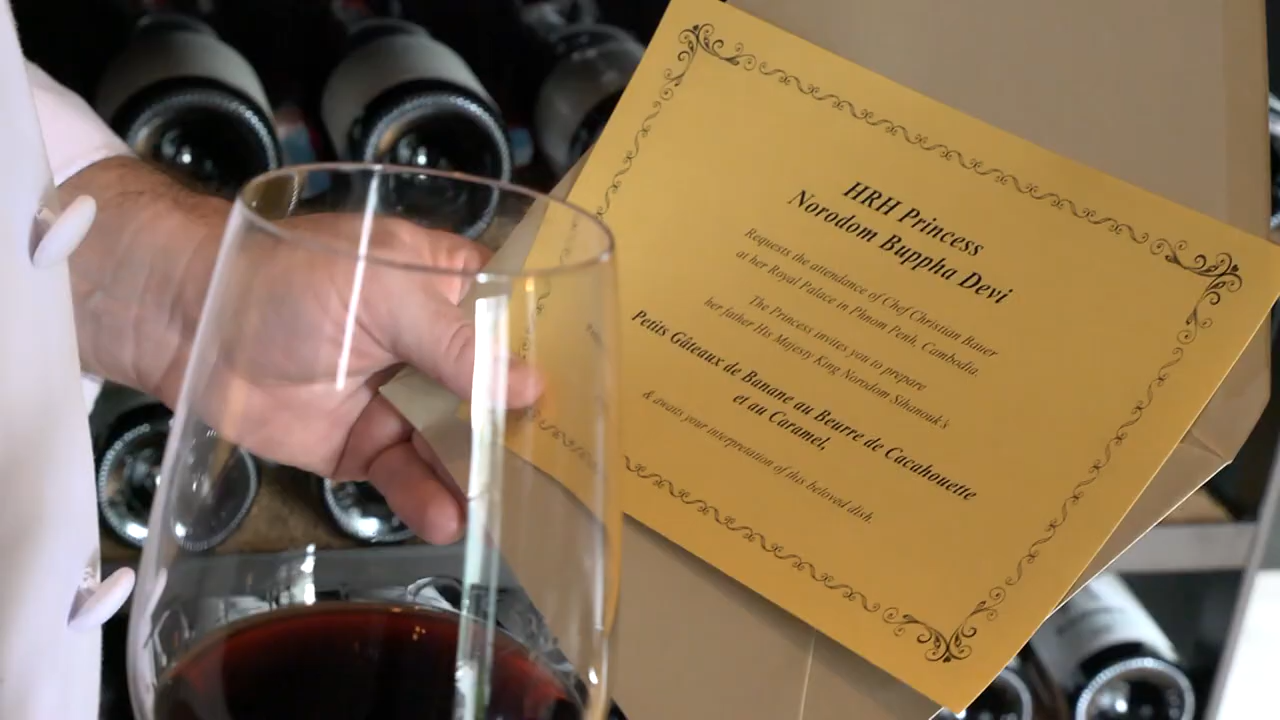 HRH Princess
Norodom Buppha Devi
Requests the attendance of Chef Christian Bauer
at her Royal Palace in Phnom Penh, Cambodia.
The Princess invites you to prepare
her father His Majesty King Norodom Sihanouk's
Petits Gâteaux de Banane au Beurre de Cacahouette
et au Caramel,
& awaits your interpretation of this beloved dish.